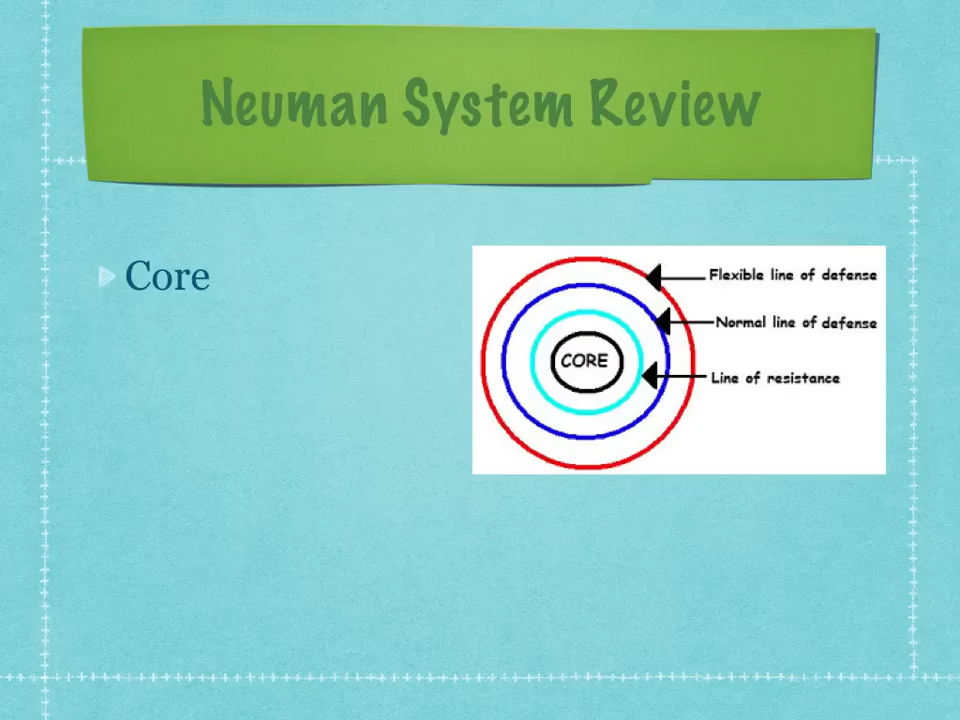 Neuman System Review
Core
Flexible line of defense
Normal line of defense
CORE
Line of resistance